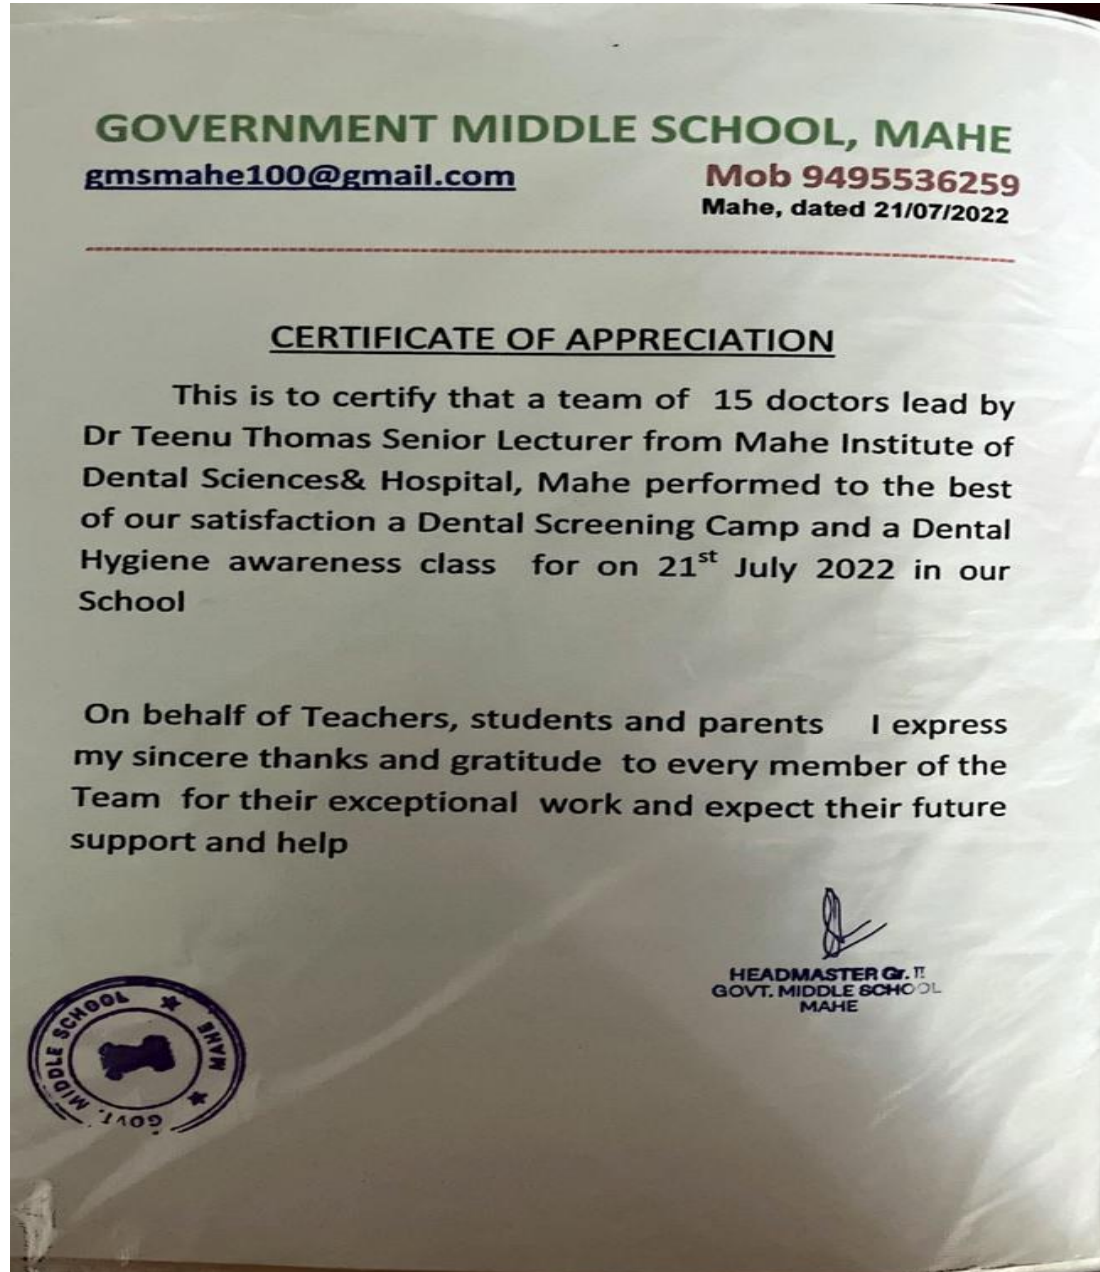 GOVERNMENT MIDDLE SCHOOL, MAHE
gmsmahe100@gmail.com Mob 9495536259
Mahe, dated 21/07/2022
CERTIFICATE OF APPRECIATION
This is to certify that a team of 15 doctors lead by
Dr Teenu Thomas Senior Lecturer from Mahe Institute of
Dental Sciences& Hospital, Mahe performed to the best
of our satisfaction a Dental Screening Camp and a Dental
Hygiene awareness class for on 21st July 2022 in our
School
On behalf of Teachers, students and parents I express
my sincere thanks and gratitude to every member of the
Team for their exceptional work and expect their future
support and help
HEADMASTER Gr. II
GOVT. MIDDLE SCHOOL
MAHE
GOVT. MIDDLE SCHOOL ★ MAHE ★